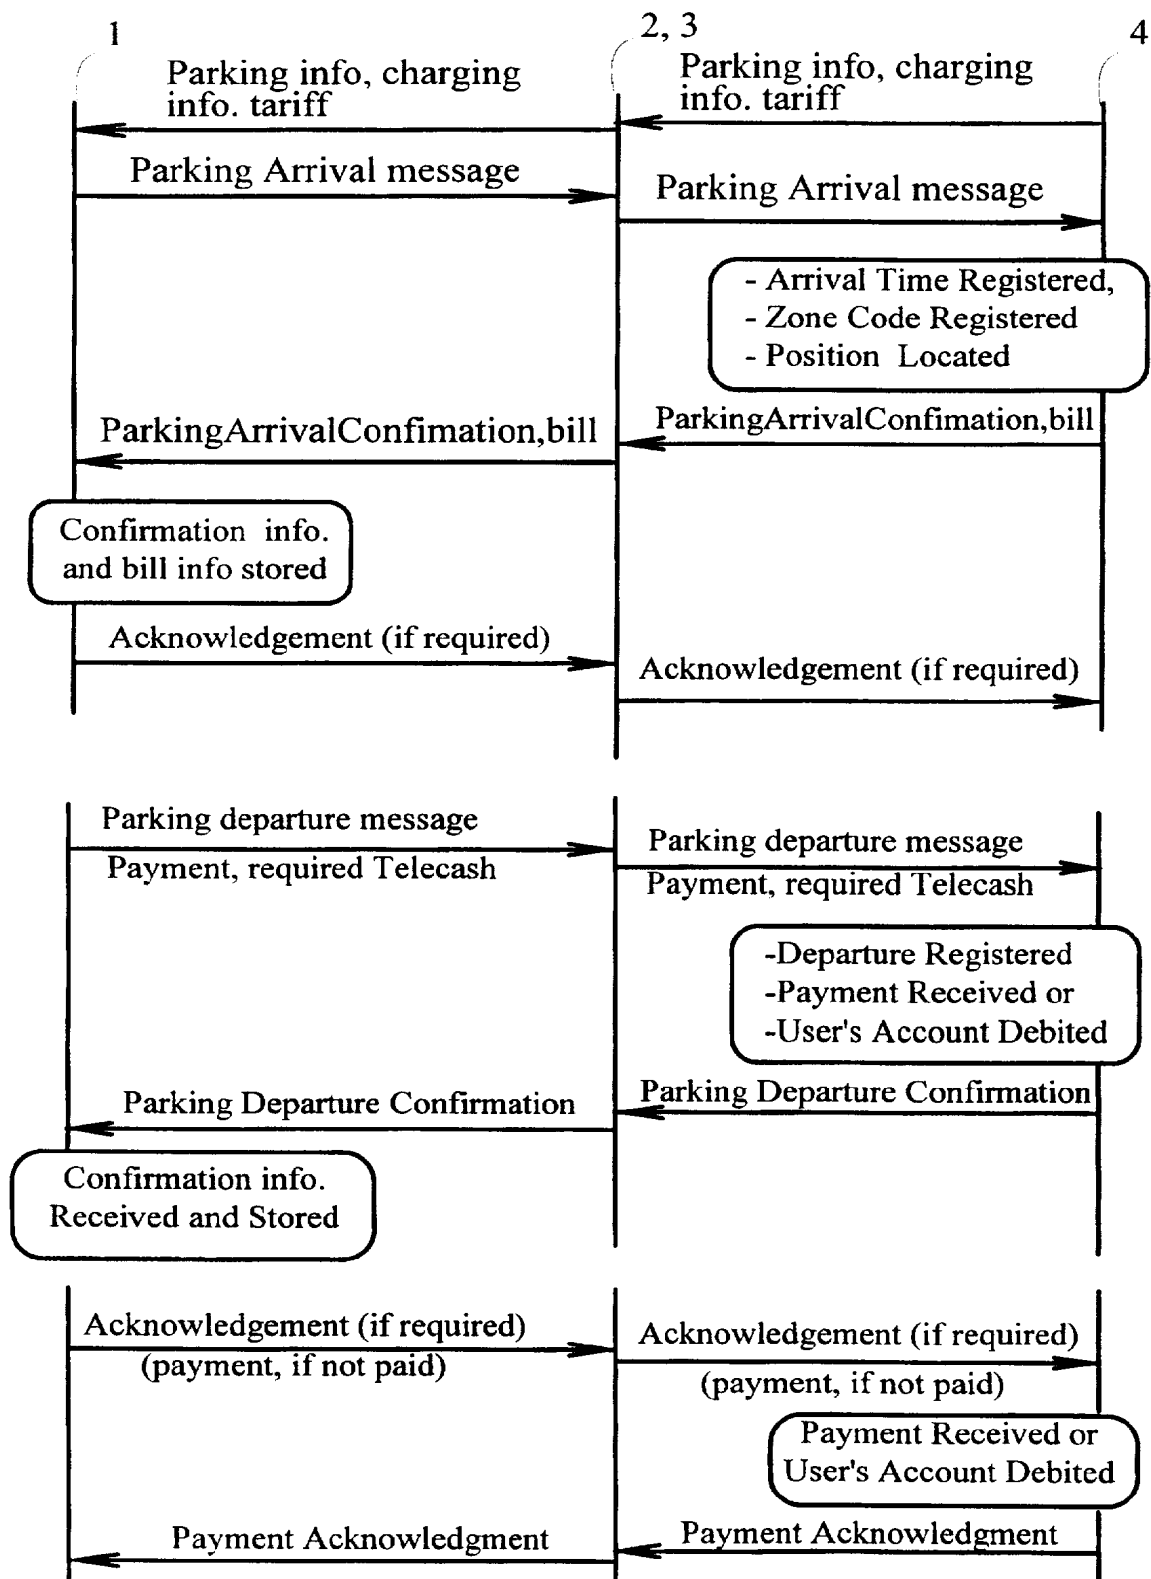 1
2, 3
4
Parking info, charging
info. tariff
Parking info, charging
info. tariff
Parking Arrival message
Parking Arrival message
- Arrival Time Registered,
- Zone Code Registered
- Position Located
ParkingArrivalConfimation,bill
ParkingArrivalConfimation,bill
Confirmation info.
and bill info stored
Acknowledgement (if required)
Acknowledgement (if required)
Parking departure message
Payment, required Telecash
Parking departure message
Payment, required Telecash
-Departure Registered
-Payment Received or
-User's Account Debited
Parking Departure Confirmation
Parking Departure Confirmation
Confirmation info.
Received and Stored
Acknowledgement (if required)
(payment, if not paid)
Acknowledgement (if required)
(payment, if not paid)
Payment Received or
User's Account Debited
Payment Acknowledgment
Payment Acknowledgment